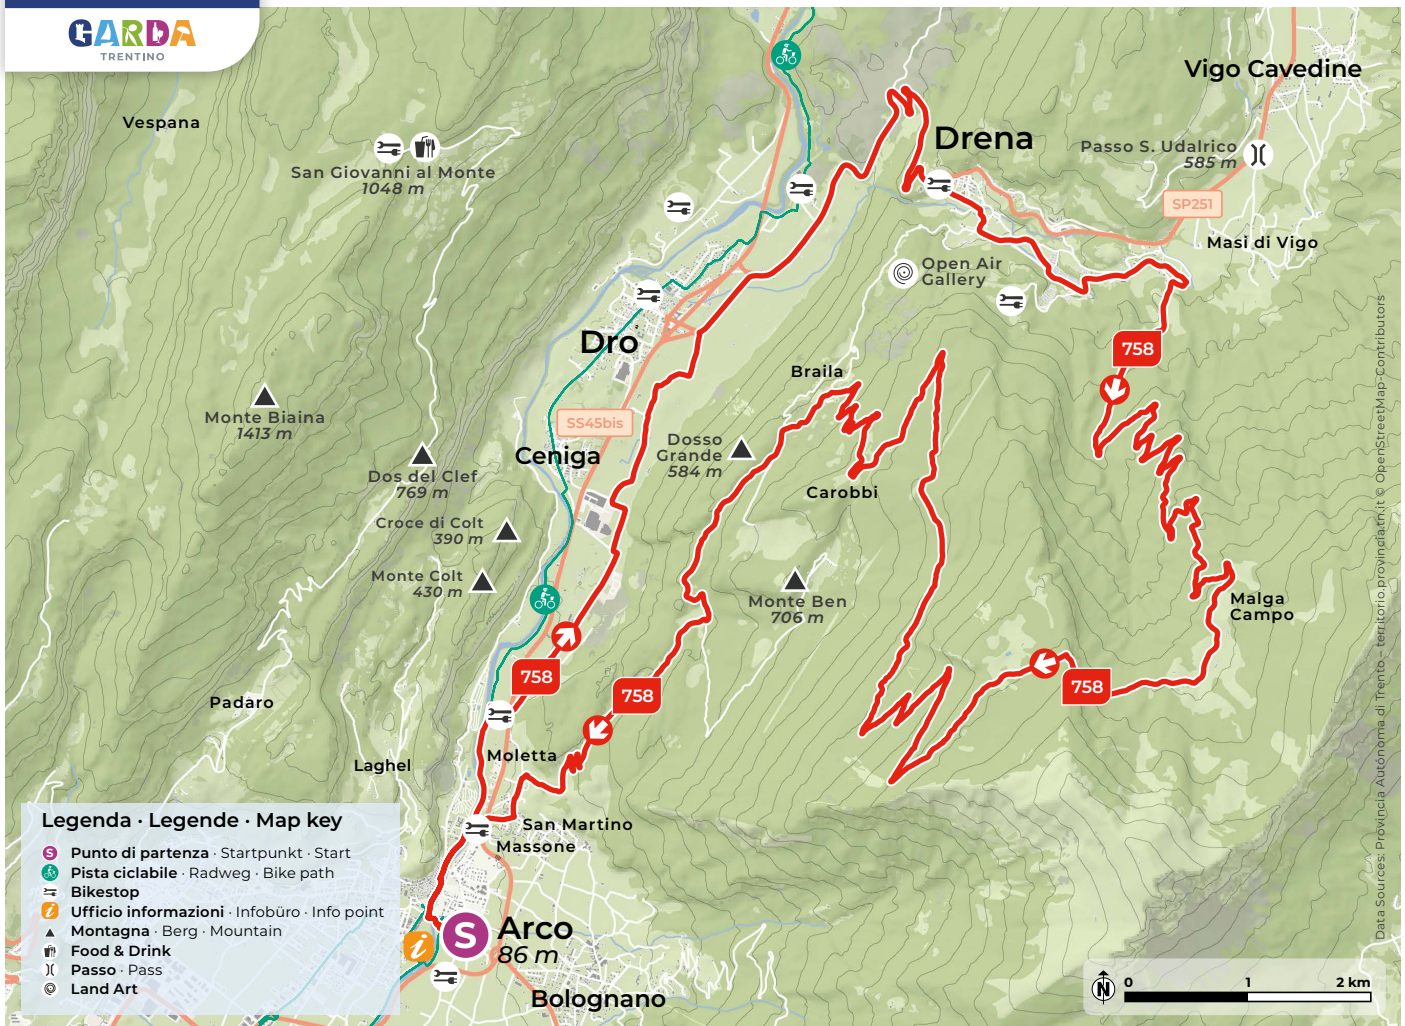 GARDA
TRENTINO
Vespana
San Giovanni al Monte
1048 m
Drena
Vigo Cavedine
Passo S. Udalrico
585 m
SP251
Masi di Vigo
Open Air
Gallery
Dro
758
Braila
Monte Biaina
1413 m
SS45bis
Dosso
Grande
584 m
Ceniga
Dos del Clef
769 m
Carobbi
Croce di Colt
390 m
Monte Colt
430 m
Monte Ben
706 m
Malga
Campo
758
758
758
Padaro
Moletta
Laghel
San Martino
Massone
Legenda · Legende · Map key
S
Punto di partenza · Startpunkt · Start
Pista ciclabile · Radweg · Bike path
Bikestop
i
Ufficio informazioni · Infobüro · Info point
Montagna · Berg · Mountain
Food & Drink
Passo · Pass
Land Art
i
S
Arco
86 m
Bolognano
N
0 1 2 km
Data Sources: Provincia Autonoma di Trento – territorio.provincia.tn.it © OpenStreetMap-Contributors